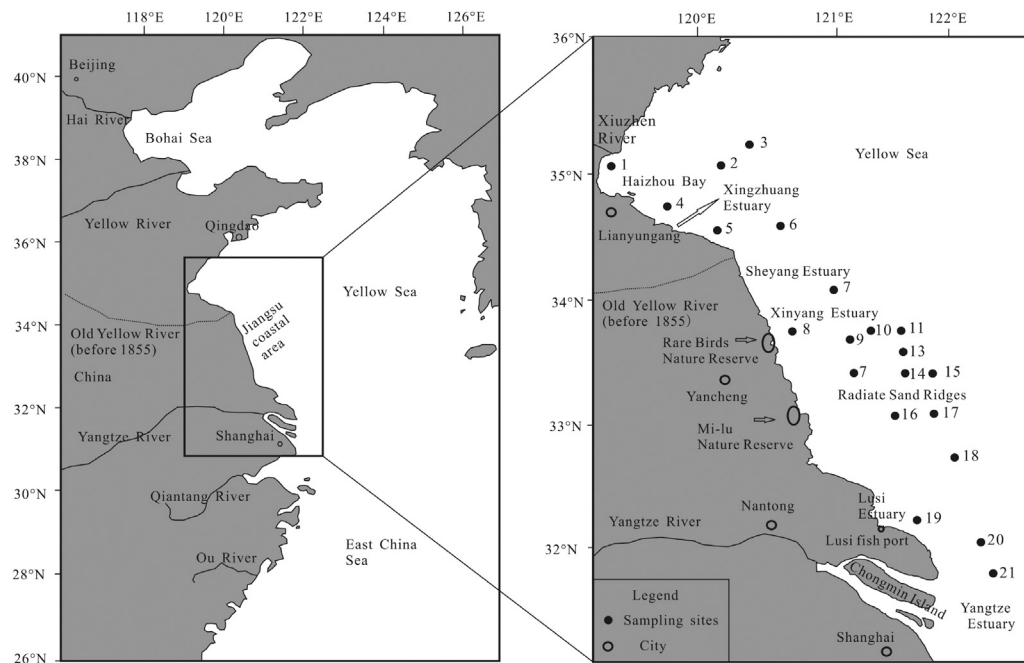 118°E 120°E 122°E 124°E 126°E
40°N
38°N
36°N
34°N
32°N
30°N
28°N
26°N
Beijing
Hai River
Bohai Sea
Yellow River
Qingdao
Yellow Sea
Jiangsu
coastal
area
Old Yellow River
(before 1855)
China
Yangtze River
Shanghai
Qiantang River
East China
Sea
Ou River
120°E 121°E 122°E
36°N
35°N
34°N
33°N
32°N
Xiuzhen
River
3
Yellow Sea
1
2
Haizhou Bay
Xingzhuang
Estuary
4
5
6
Lianyungang
Sheyang Estuary
7
Old Yellow River
(before 1855)
Xinyang Estuary
8
9
10
11
Rare Birds
Nature Reserve
13
7
14
15
Yancheng
Radiate Sand Ridges
16
17
Mi-lu
Nature Reserve
18
Lusi
Estuary
19
Nantong
Yangtze River
Lusi fish port
20
21
Chongmin Island
Yangtze
Estuary
Shanghai
Legend
Sampling sites
City